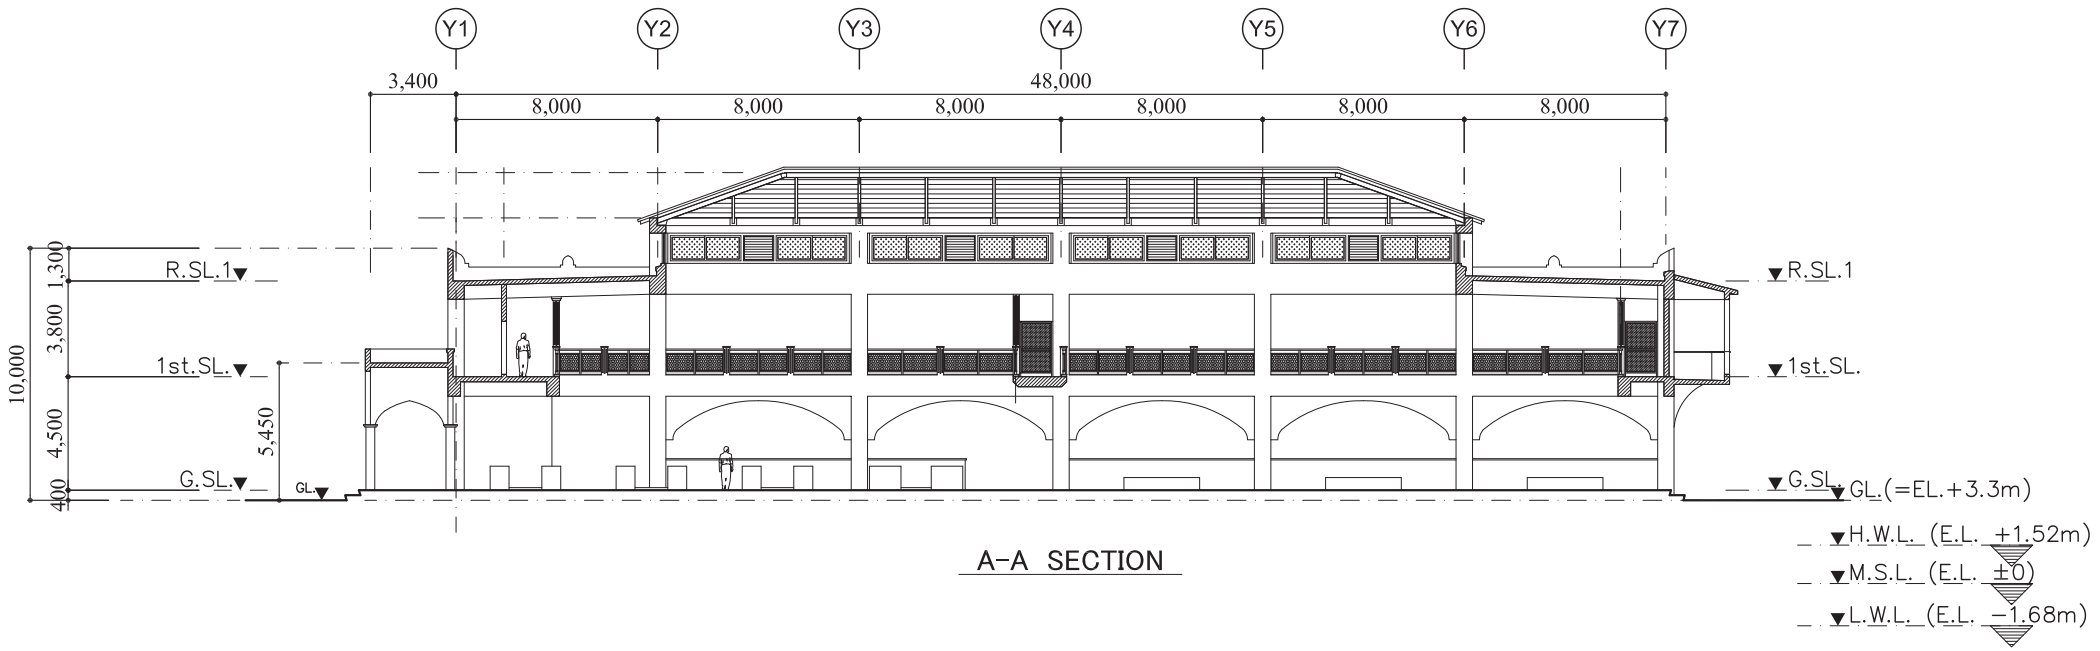 Y1 Y2 Y3 Y4 Y5 Y6 Y7
3,400 48,000
8,000 8,000 8,000 8,000 8,000 8,000
1,300
R.SL.1
R.SL.1
3,800
10,000
1st.SL.
1st.SL.
4,500
5,450
G.SL.
GL.
G.SL.
GL.(=EL.+3.3m)
400
H.W.L. (E.L. +1.52m)
A-A SECTION
M.S.L. (E.L. ±0)
L.W.L. (E.L. -1.68m)